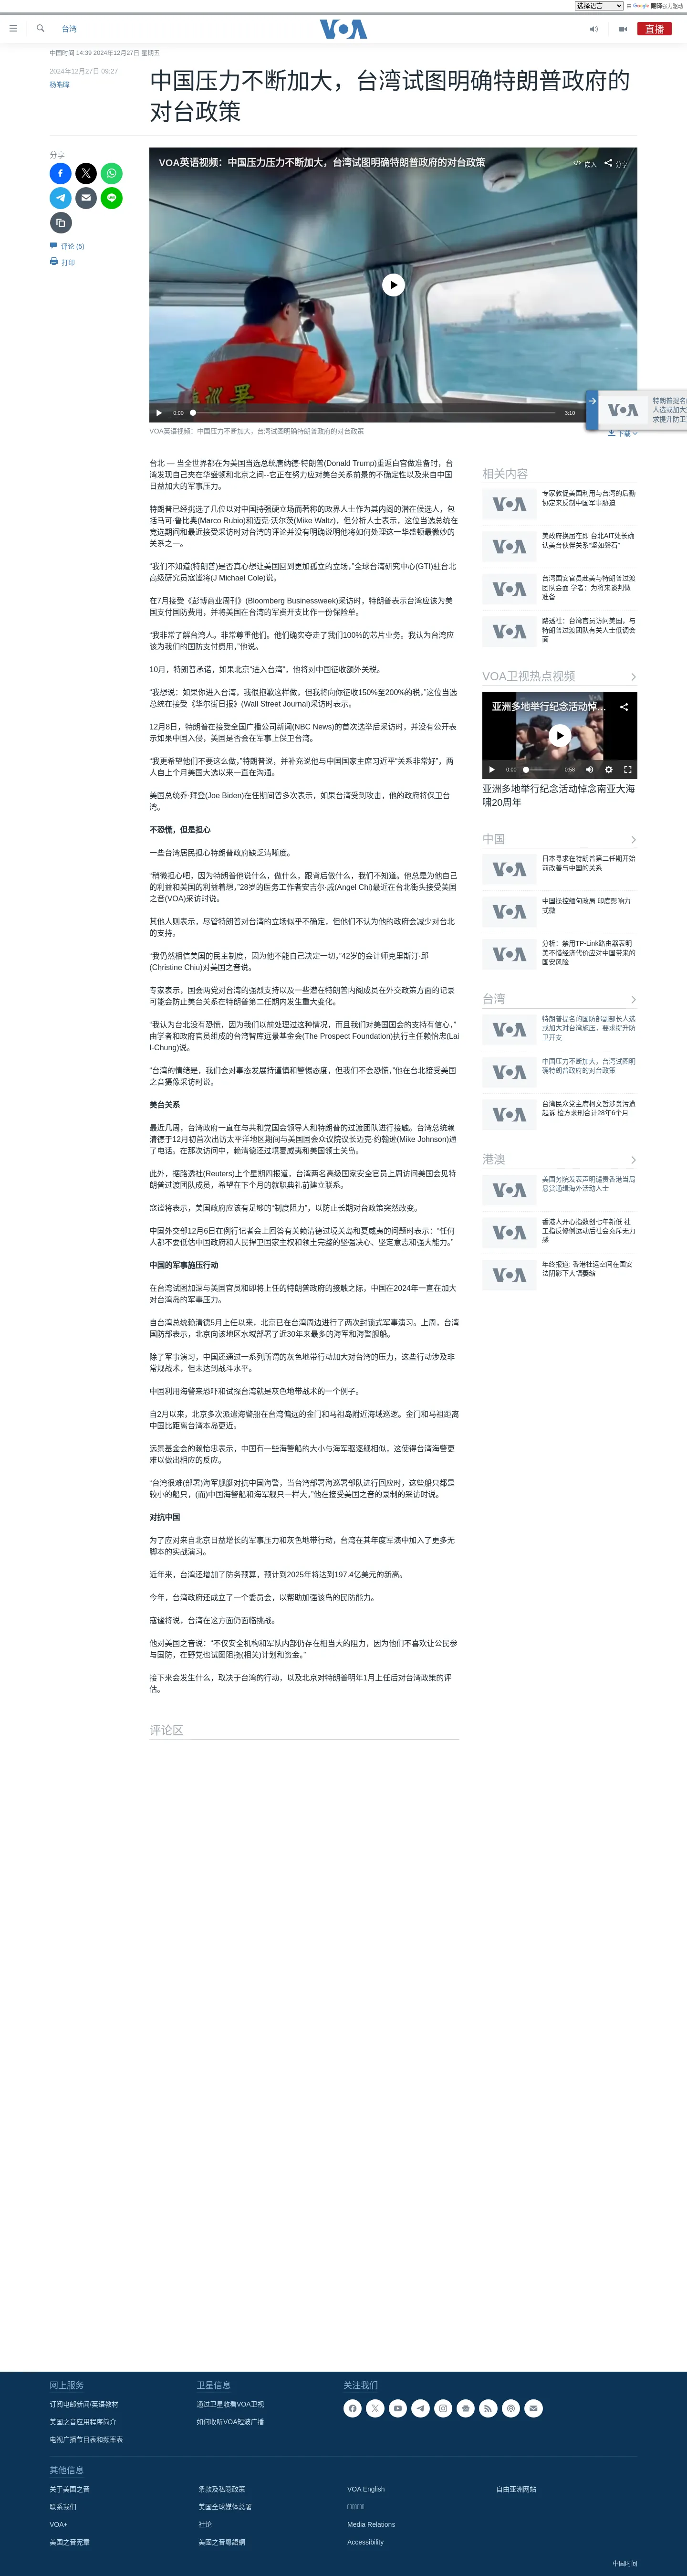 选择语言
由 Google 翻译强力驱动
台湾
VOA
直播
中国时间 14:39 2024年12月27日 星期五
2024年12月27日 09:27
杨皓暐
中国压力不断加大，台湾试图明确特朗普政府的
对台政策
分享
评论 (5)
打印
VOA英语视频：中国压力压力不断加大，台湾试图明确特朗普政府的对台政策
嵌入
分享
0:00
3:10
VOA英语视频：中国压力不断加大，台湾试图明确特朗普政府的对台政策
下载
台北 — 当全世界都在为美国当选总统唐纳德·特朗普(Donald Trump)重返白宫做准备时，台
湾发现自己夹在华盛顿和北京之间--它正在努力应对美台关系前景的不确定性以及来自中国
日益加大的军事压力。
特朗普已经挑选了几位以对中国持强硬立场而著称的政界人士作为其内阁的潜在候选人，包
括马可·鲁比奥(Marco Rubio)和迈克·沃尔茨(Mike Waltz)，但分析人士表示，这位当选总统在
竞选期间和最近接受采访时对台湾的评论并没有明确说明他将如何处理这一华盛顿最微妙的
关系之一。
“我们不知道(特朗普)是否真心想让美国回到更加孤立的立场，”全球台湾研究中心(GTI)驻台北
高级研究员寇谧将(J Michael Cole)说。
在7月接受《彭博商业周刊》(Bloomberg Businessweek)采访时，特朗普表示台湾应该为美
国支付国防费用，并将美国在台湾的军费开支比作一份保险单。
“我非常了解台湾人。非常尊重他们。他们确实夺走了我们100%的芯片业务。我认为台湾应
该为我们的国防支付费用，”他说。
10月，特朗普承诺，如果北京“进入台湾”，他将对中国征收额外关税。
“我想说：如果你进入台湾，我很抱歉这样做，但我将向你征收150%至200%的税，”这位当选
总统在接受《华尔街日报》(Wall Street Journal)采访时表示。
12月8日，特朗普在接受全国广播公司新闻(NBC News)的首次选举后采访时，并没有公开表
示如果中国入侵，美国是否会在军事上保卫台湾。
“我更希望他们不要这么做，”特朗普说，并补充说他与中国国家主席习近平“关系非常好”，两
人自上个月美国大选以来一直在沟通。
美国总统乔·拜登(Joe Biden)在任期间曾多次表示，如果台湾受到攻击，他的政府将保卫台
湾。
不恐慌，但是担心
一些台湾居民担心特朗普政府缺乏清晰度。
“稍微担心吧，因为特朗普他说什么，做什么，跟背后做什么，我们不知道。他总是为他自己
的利益和美国的利益着想，”28岁的医务工作者安吉尔·戚(Angel Chi)最近在台北街头接受美国
之音(VOA)采访时说。
其他人则表示，尽管特朗普对台湾的立场似乎不确定，但他们不认为他的政府会减少对台北
的支持。
“我仍然相信美国的民主制度，因为他不能自己决定一切，”42岁的会计师克里斯汀·邱
(Christine Chiu)对美国之音说。
专家表示，国会两党对台湾的强烈支持以及一些潜在特朗普内阁成员在外交政策方面的记录
可能会防止美台关系在特朗普第二任期内发生重大变化。
“我认为台北没有恐慌，因为我们以前处理过这种情况，而且我们对美国国会的支持有信心，”
由学者和政府官员组成的台湾智库远景基金会(The Prospect Foundation)执行主任赖怡忠(Lai
I-Chung)说。
“台湾的情绪是，我们会对事态发展持谨慎和警惕态度，但我们不会恐慌，”他在台北接受美国
之音摄像采访时说。
美台关系
最近几周，台湾政府一直在与共和党国会领导人和特朗普的过渡团队进行接触。台湾总统赖
清德于12月初首次出访太平洋地区期间与美国国会众议院议长迈克·约翰逊(Mike Johnson)通
了电话。在那次访问中，赖清德还过境夏威夷和美国领土关岛。
此外，据路透社(Reuters)上个星期四报道，台湾两名高级国家安全官员上周访问美国会见特
朗普过渡团队成员，希望在下个月的就职典礼前建立联系。
寇谧将表示，美国政府应该有足够的“制度阻力”，以防止长期对台政策突然改变。
中国外交部12月6日在例行记者会上回答有关赖清德过境关岛和夏威夷的问题时表示：“任何
人都不要低估中国政府和人民捍卫国家主权和领土完整的坚强决心、坚定意志和强大能力。”
中国的军事施压行动
在台湾试图加深与美国官员和即将上任的特朗普政府的接触之际，中国在2024年一直在加大
对台湾岛的军事压力。
自台湾总统赖清德5月上任以来，北京已在台湾周边进行了两次封锁式军事演习。上周，台湾
国防部表示，北京向该地区水域部署了近30年来最多的海军和海警舰船。
除了军事演习，中国还通过一系列所谓的灰色地带行动加大对台湾的压力，这些行动涉及非
常规战术，但未达到战斗水平。
中国利用海警来恐吓和试探台湾就是灰色地带战术的一个例子。
自2月以来，北京多次派遣海警船在台湾偏远的金门和马祖岛附近海域巡逻。金门和马祖距离
中国比距离台湾本岛更近。
远景基金会的赖怡忠表示，中国有一些海警船的大小与海军驱逐舰相似，这使得台湾海警更
难以做出相应的反应。
“台湾很难(部署)海军舰艇对抗中国海警，当台湾部署海巡署部队进行回应时，这些船只都是
较小的船只，(而)中国海警船和海军舰只一样大，”他在接受美国之音的录制的采访时说。
对抗中国
为了应对来自北京日益增长的军事压力和灰色地带行动，台湾在其年度军演中加入了更多无
脚本的实战演习。
近年来，台湾还增加了防务预算，预计到2025年将达到197.4亿美元的新高。
今年，台湾政府还成立了一个委员会，以帮助加强该岛的民防能力。
寇谧将说，台湾在这方面仍面临挑战。
他对美国之音说：“不仅安全机构和军队内部仍存在相当大的阻力，因为他们不喜欢让公民参
与国防，在野党也试图阻挠(相关)计划和资金。”
接下来会发生什么，取决于台湾的行动，以及北京对特朗普明年1月上任后对台湾政策的评
估。
评论区
特朗普提名的
人选或加大对
求提升防卫
相关内容
专家敦促美国利用与台湾的后勤
协定来反制中国军事胁迫
美政府换届在即 台北AIT处长确
认美台伙伴关系“坚如磐石”
台湾国安官员赴美与特朗普过渡
团队会面 学者：为将来谈判做
准备
路透社：台湾官员访问美国，与
特朗普过渡团队有关人士低调会
面
VOA卫视热点视频
亚洲多地举行纪念活动悼...
0:00
0:58
亚洲多地举行纪念活动悼念南亚大海
啸20周年
中国
日本寻求在特朗普第二任期开始
前改善与中国的关系
中国操控缅甸政局 印度影响力
式微
分析：禁用TP-Link路由器表明
美不惜经济代价应对中国带来的
国安风险
台湾
特朗普提名的国防部副部长人选
或加大对台湾施压，要求提升防
卫开支
中国压力不断加大，台湾试图明
确特朗普政府的对台政策
台湾民众党主席柯文哲涉贪污遭
起诉 检方求刑合计28年6个月
港澳
美国务院发表声明谴责香港当局
悬赏通缉海外活动人士
香港人开心指数创七年新低 社
工指反修例运动后社会充斥无力
感
年终报道: 香港社运空间在国安
法阴影下大幅萎缩
网上服务
订阅电邮新闻/英语教材
美国之音应用程序简介
电视广播节目表和频率表
卫星信息
通过卫星收看VOA卫视
如何收听VOA短波广播
关注我们
其他信息
关于美国之音
条款及私隐政策
VOA English
自由亚洲网站
联系我们
美国全球媒体总署
VOA+
社论
Media Relations
美国之音宪章
美國之音粵語網
Accessibility
中国时间